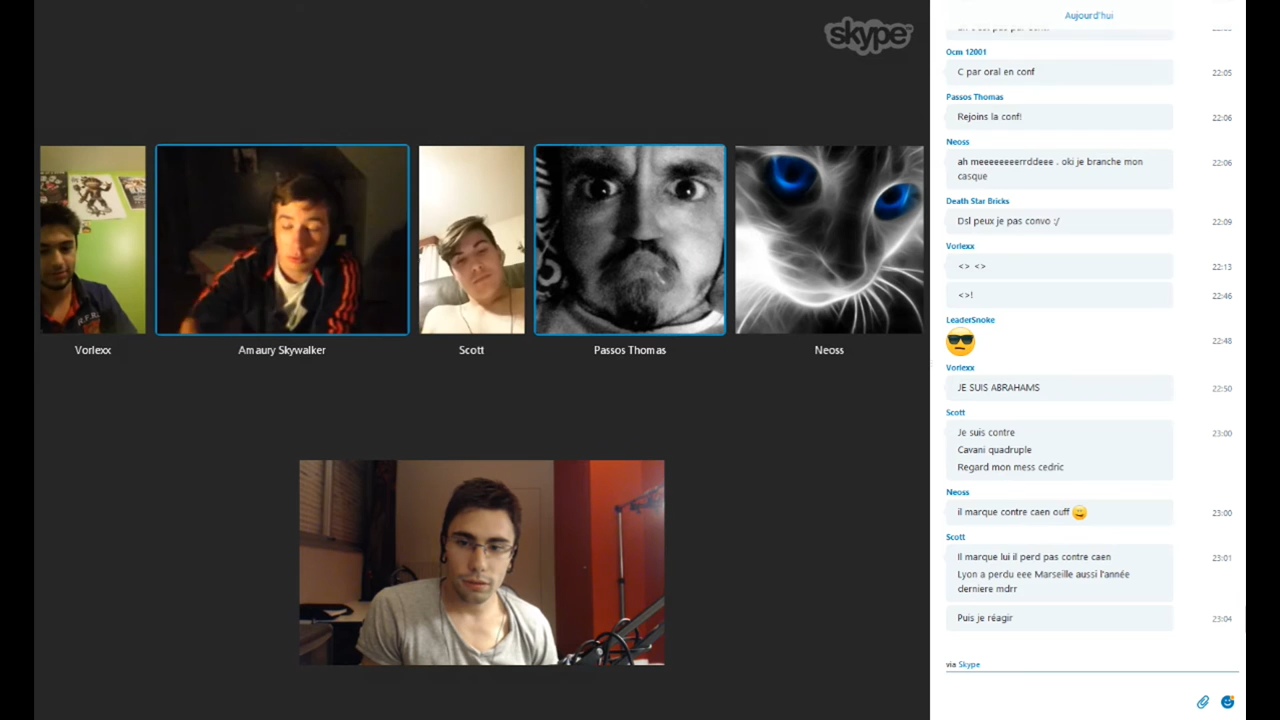 skype
Vorlexx
Amaury Skywalker
Scott
Passos Thomas
Neoss
Aujourd'hui
Ocm 12001
C par oral en conf
22:05
Passos Thomas
Rejoins la conf!
22:06
Neoss
ah meeeeeeeerrddeee . oki je branche mon
casque
22:06
Death Star Bricks
Dsl peux je pas convo :/
22:09
Vorlexx
<> <>
22:13
<>!
22:46
LeaderSnoke
22:48
Vorlexx
JE SUIS ABRAHAMS
22:50
Scott
Je suis contre
Cavani quadruple
Regard mon mess cedric
23:00
Neoss
il marque contre caen ouff
23:00
Scott
Il marque lui il perd pas contre caen
Lyon a perdu eee Marseille aussi l'année
derniere mdrr
23:01
Puis je réagir
23:04
via Skype